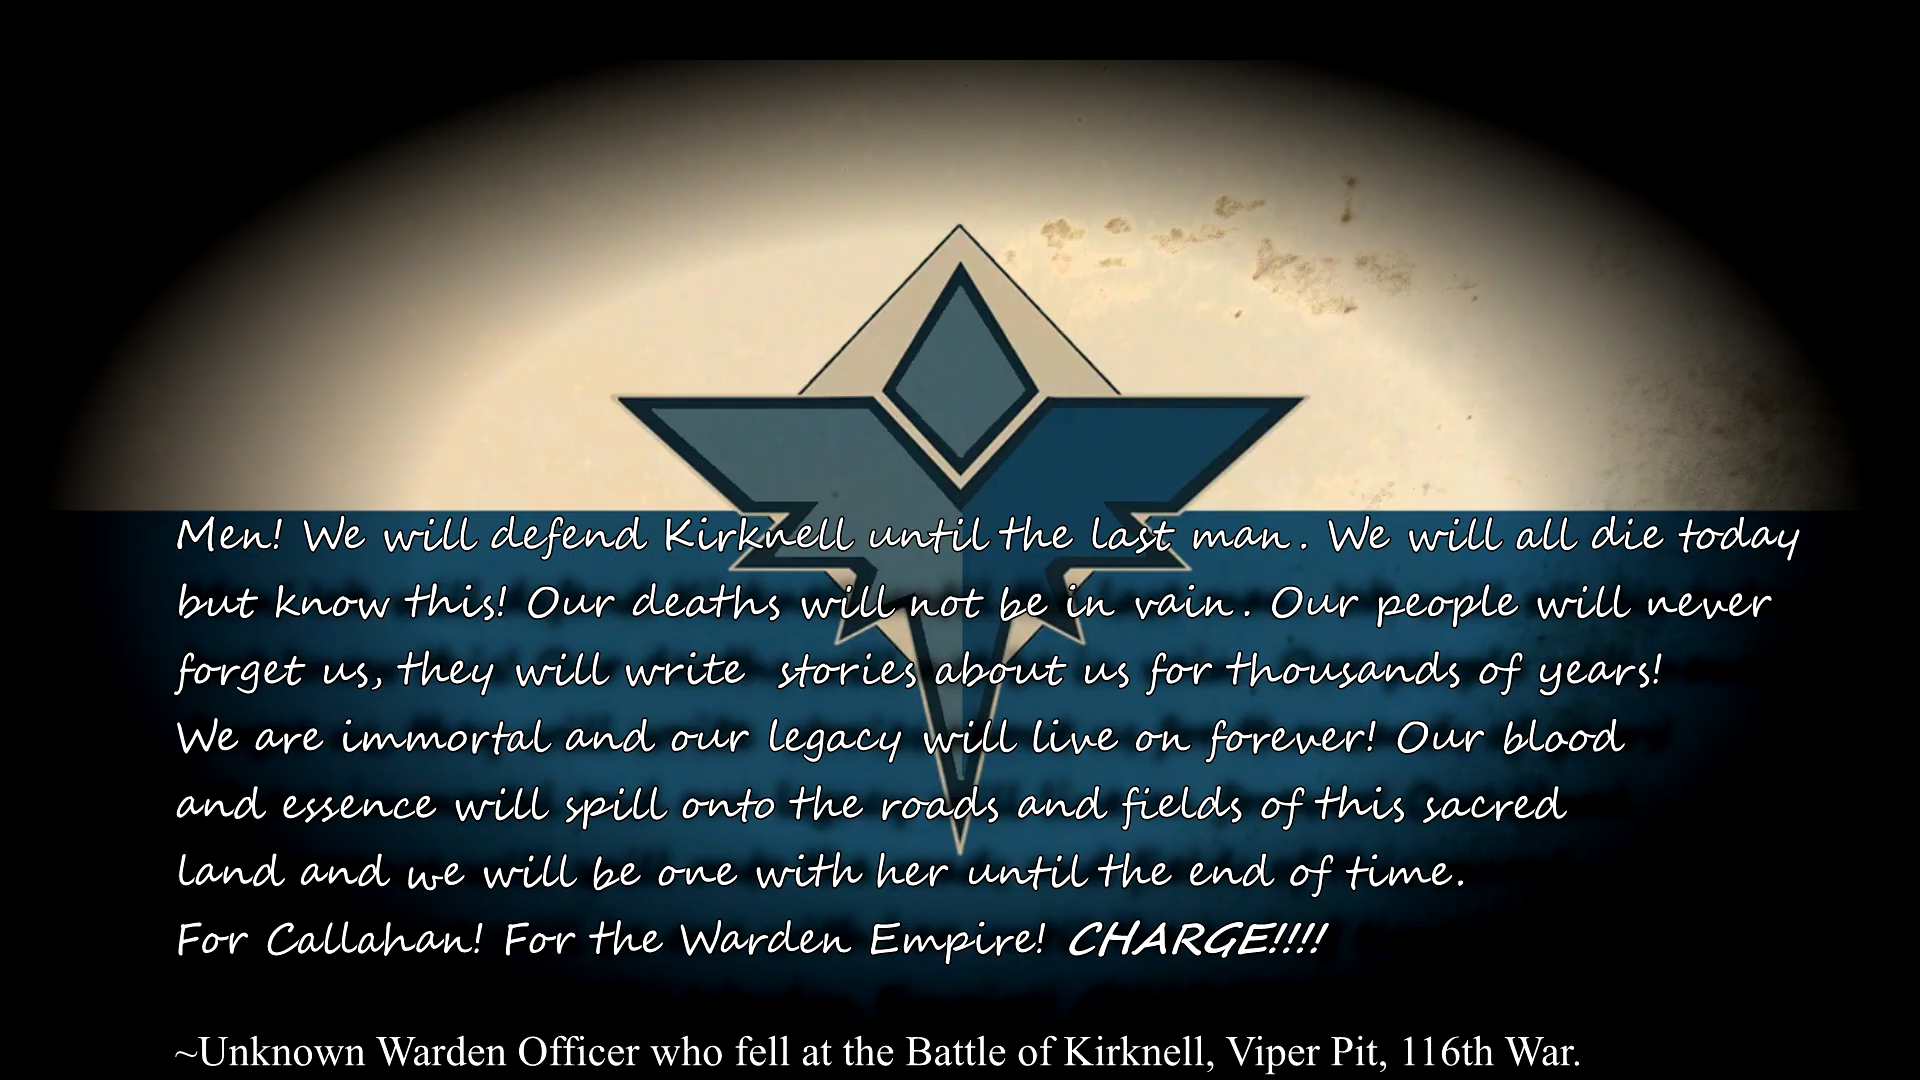 Men! We will defend Kirknell until the last man. We will all die today
but know this! Our deaths will not be in vain. Our people will never
forget us, they will write  stories about us for thousands of years!
We are immortal and our legacy will live on forever! Our blood
and essence will spill onto the roads and fields of this sacred
land and we will be one with her until the end of time.
For Callahan! For the Warden Empire! CHARGE!!!!
~Unknown Warden Officer who fell at the Battle of Kirknell, Viper Pit, 116th War.